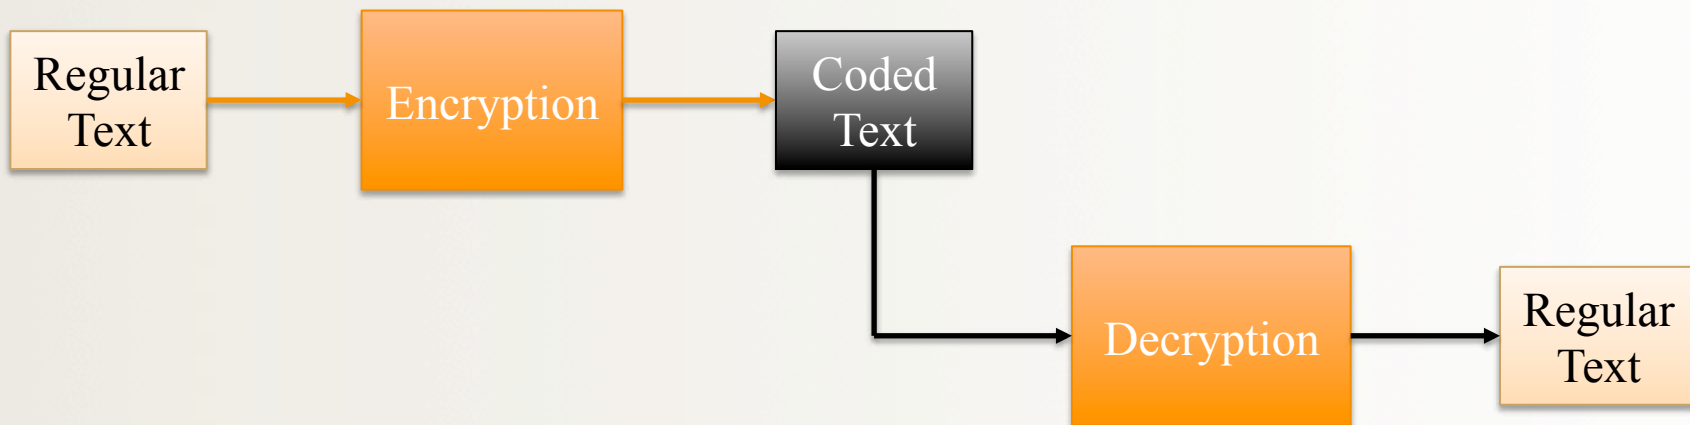 Regular
Text
Encryption
Coded
Text
Decryption
Regular
Text